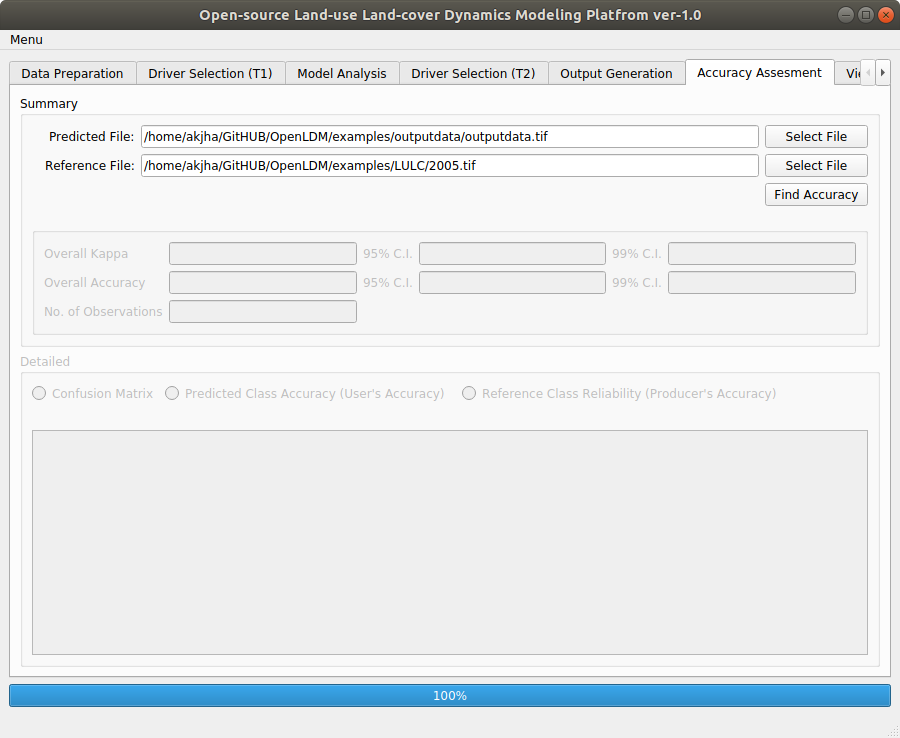 Open-source Land-use Land-cover Dynamics Modeling Platfrom ver-1.0
Menu
Data Preparation Driver Selection (T1) Model Analysis Driver Selection (T2) Output Generation Accuracy Assesment
Summary
Predicted File: /home/akjha/GitHUB/OpenLDM/examples/outputdata/outputdata.tif Select File
Reference File: /home/akjha/GitHUB/OpenLDM/examples/LULC/2005.tif Select File
Find Accuracy
Overall Kappa 95% C.I. 99% C.I.
Overall Accuracy 95% C.I. 99% C.I.
No. of Observations
Detailed
Confusion Matrix Predicted Class Accuracy (User's Accuracy) Reference Class Reliability (Producer's Accuracy)
100%